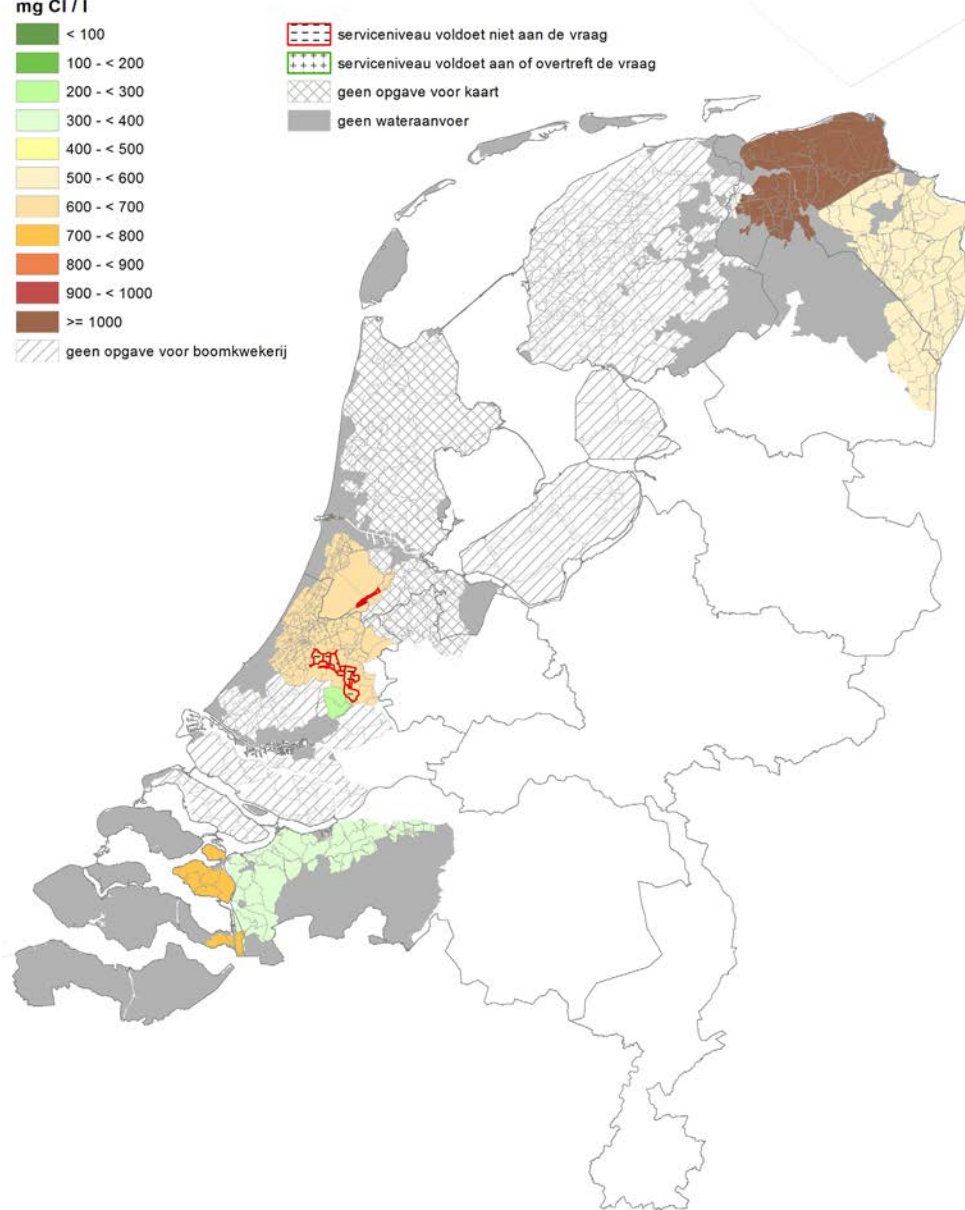 mg Cl / l
< 100
100 - < 200
200 - < 300
300 - < 400
400 - < 500
500 - < 600
600 - < 700
700 - < 800
800 - < 900
900 - < 1000
>= 1000
geen opgave voor boomkwekerij
serviceniveau voldoet niet aan de vraag
serviceniveau voldoet aan of overtreft de vraag
geen opgave voor kaart
geen wateraanvoer